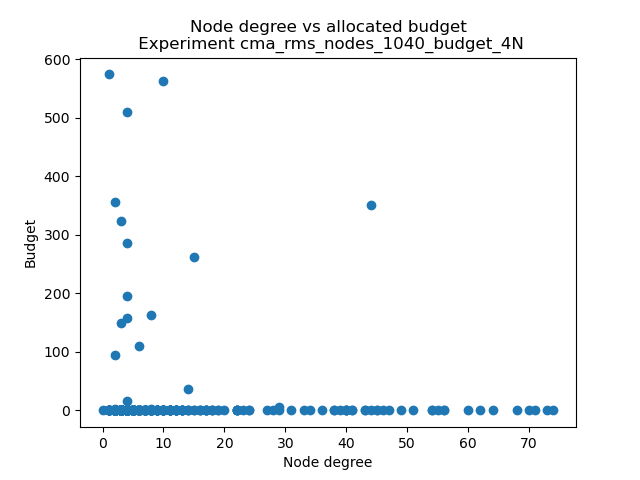 Node degree vs allocated budget
Experiment cma_rms_nodes_1040_budget_4N
600
500
400
300
200
100
0
Budget
0 10 20 30 40 50 60 70
Node degree